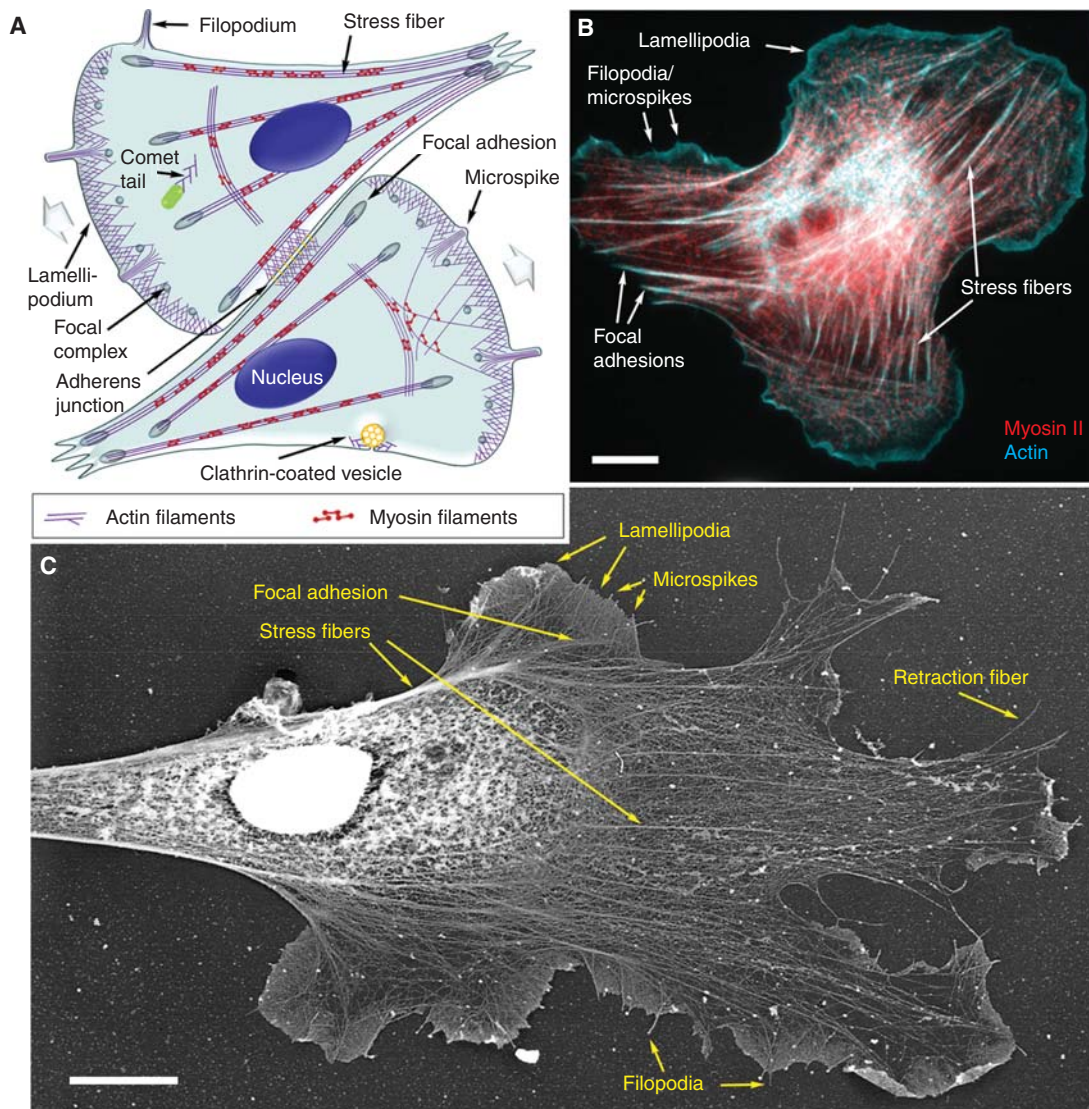 A
Filopodium
Stress fiber
Focal adhesion
Microspike
Comet
tail
Lamelli-
podium
Focal
complex
Adherens
junction
Nucleus
Clathrin-coated vesicle
Actin filaments
Myosin filaments
B
Lamellipodia
Filopodia/
microspikes
Stress fibers
Focal
adhesions
Myosin II
Actin
C
Lamellipodia
Microspikes
Focal adhesion
Stress fibers
Retraction fiber
Filopodia